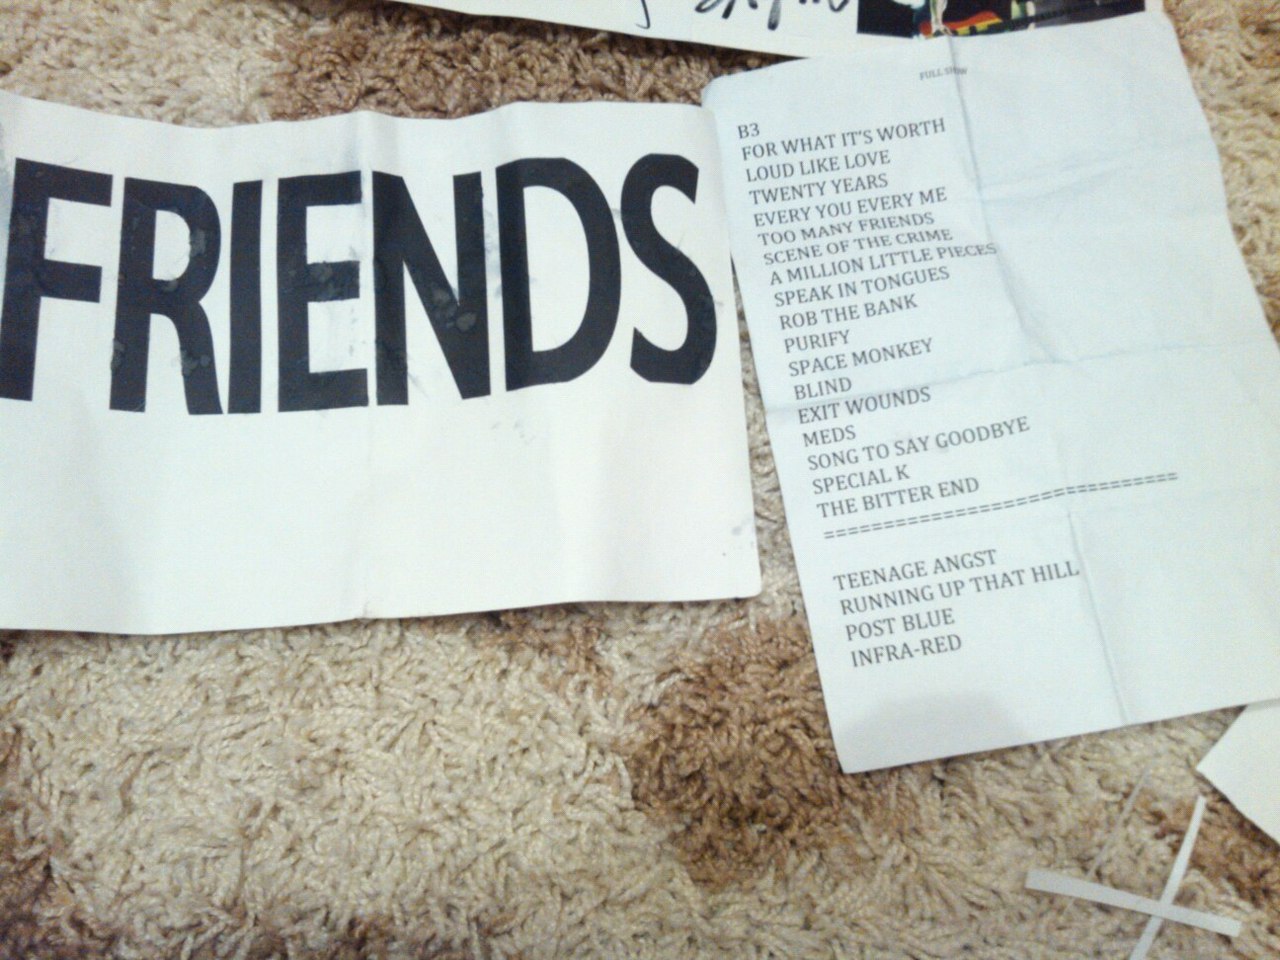 FRIENDS
FULL SHOW
B3
FOR WHAT IT'S WORTH
LOUD LIKE LOVE
TWENTY YEARS
EVERY YOU EVERY ME
TOO MANY FRIENDS
SCENE OF THE CRIME
A MILLION LITTLE PIECES
SPEAK IN TONGUES
ROB THE BANK
PURIFY
SPACE MONKEY
BLIND
EXIT WOUNDS
MEDS
SONG TO SAY GOODBYE
SPECIAL K
THE BITTER END
==============================
TEENAGE ANGST
RUNNING UP THAT HILL
POST BLUE
INFRA-RED